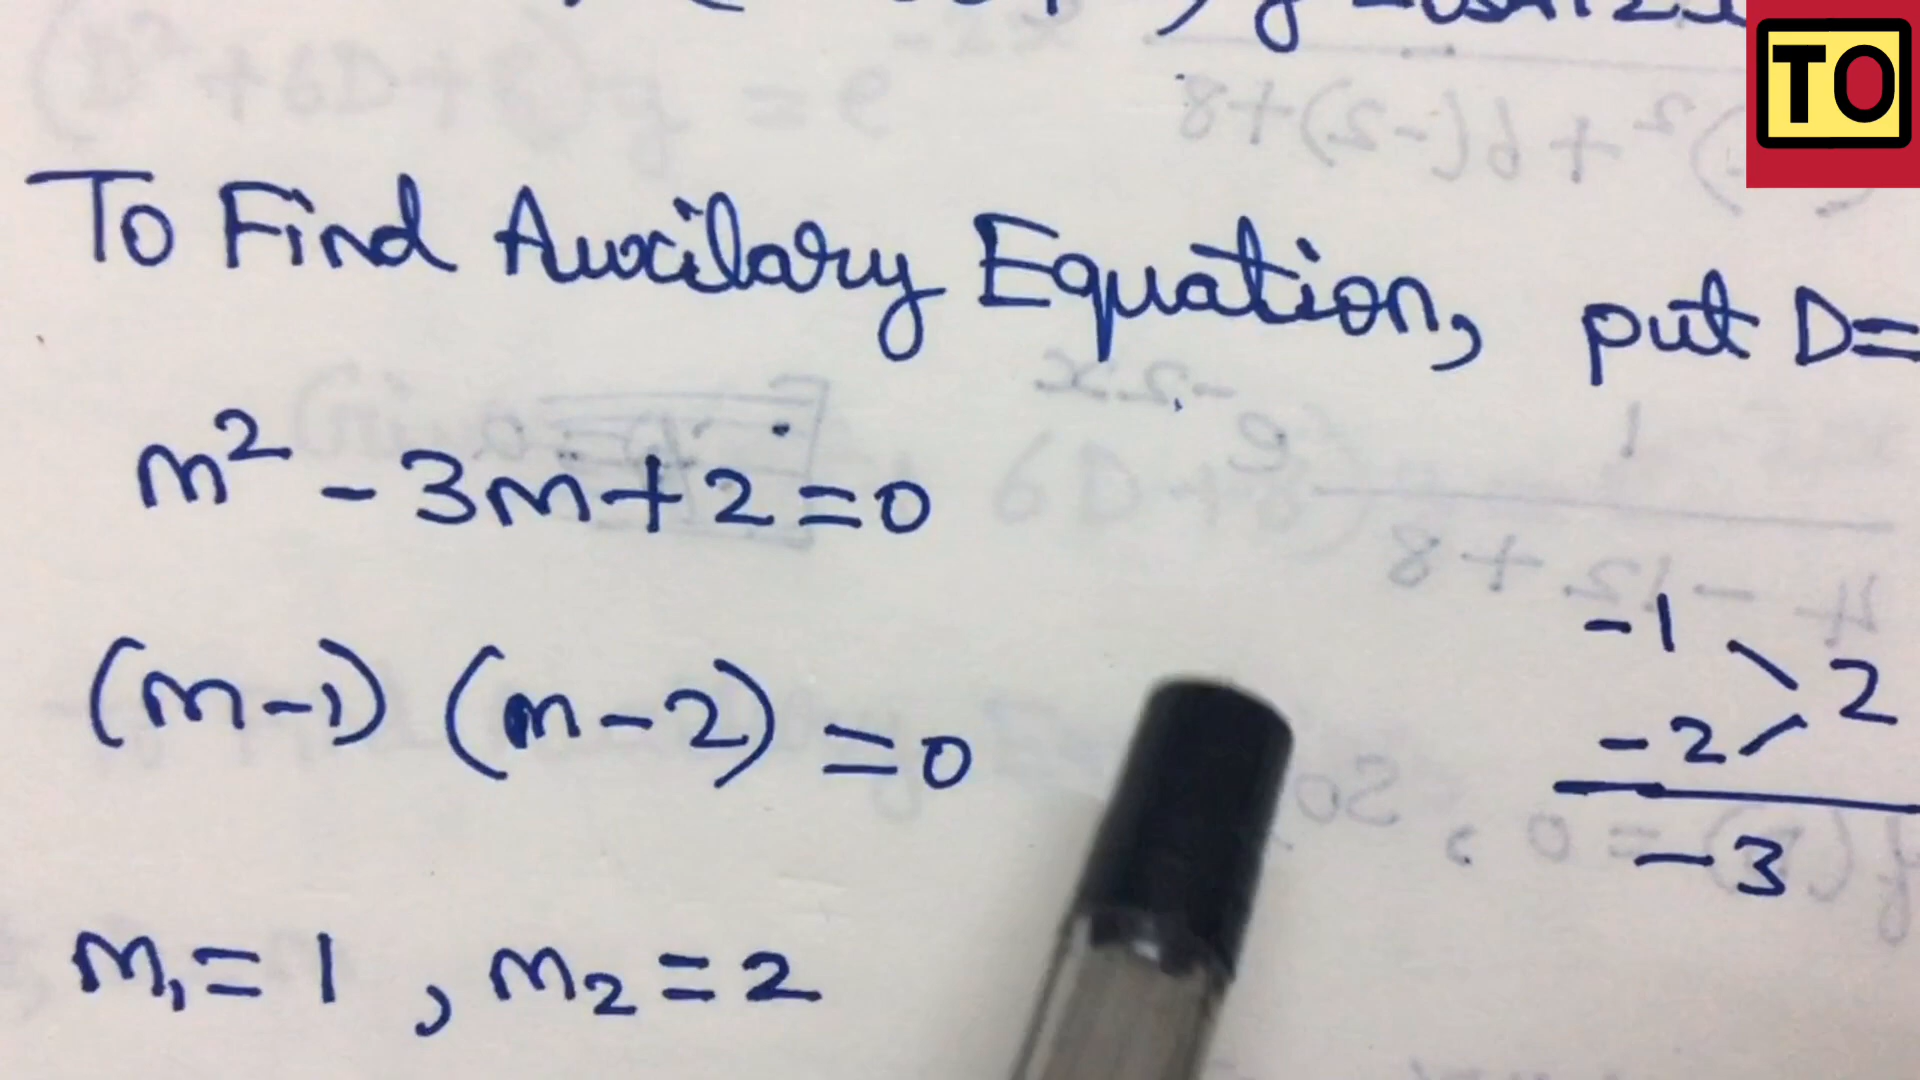 TO
To Find Auxilary Equation, put D=
m² - 3m + 2 = 0
(m-1) (m-2) = 0
-1
-2
2
-3
m₁ = 1 , m₂ = 2